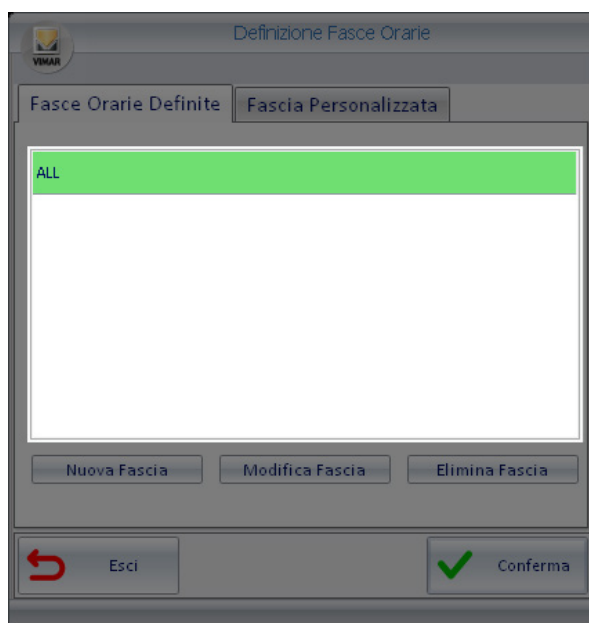 Definizione Fasce Orarie
VIMAR
Fasce Orarie Definite Fascia Personalizzata
ALL
Nuova Fascia Modifica Fascia Elimina Fascia
Esci Conferma